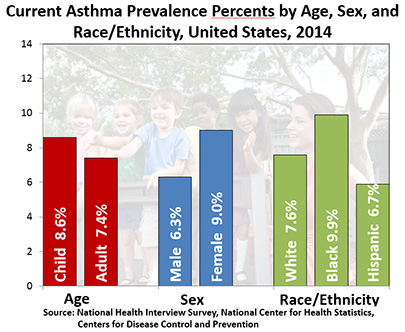 Current Asthma Prevalence Percents by Age, Sex, and
Race/Ethnicity, United States, 2014
14
12
10
8
6
4
2
0
Child 8.6%
Adult 7.4%
Male 6.3%
Female 9.0%
White 7.6%
Black 9.9%
Hispanic 6.7%
Age
Sex
Race/Ethnicity
Source: National Health Interview Survey, National Center for Health Statistics,
Centers for Disease Control and Prevention